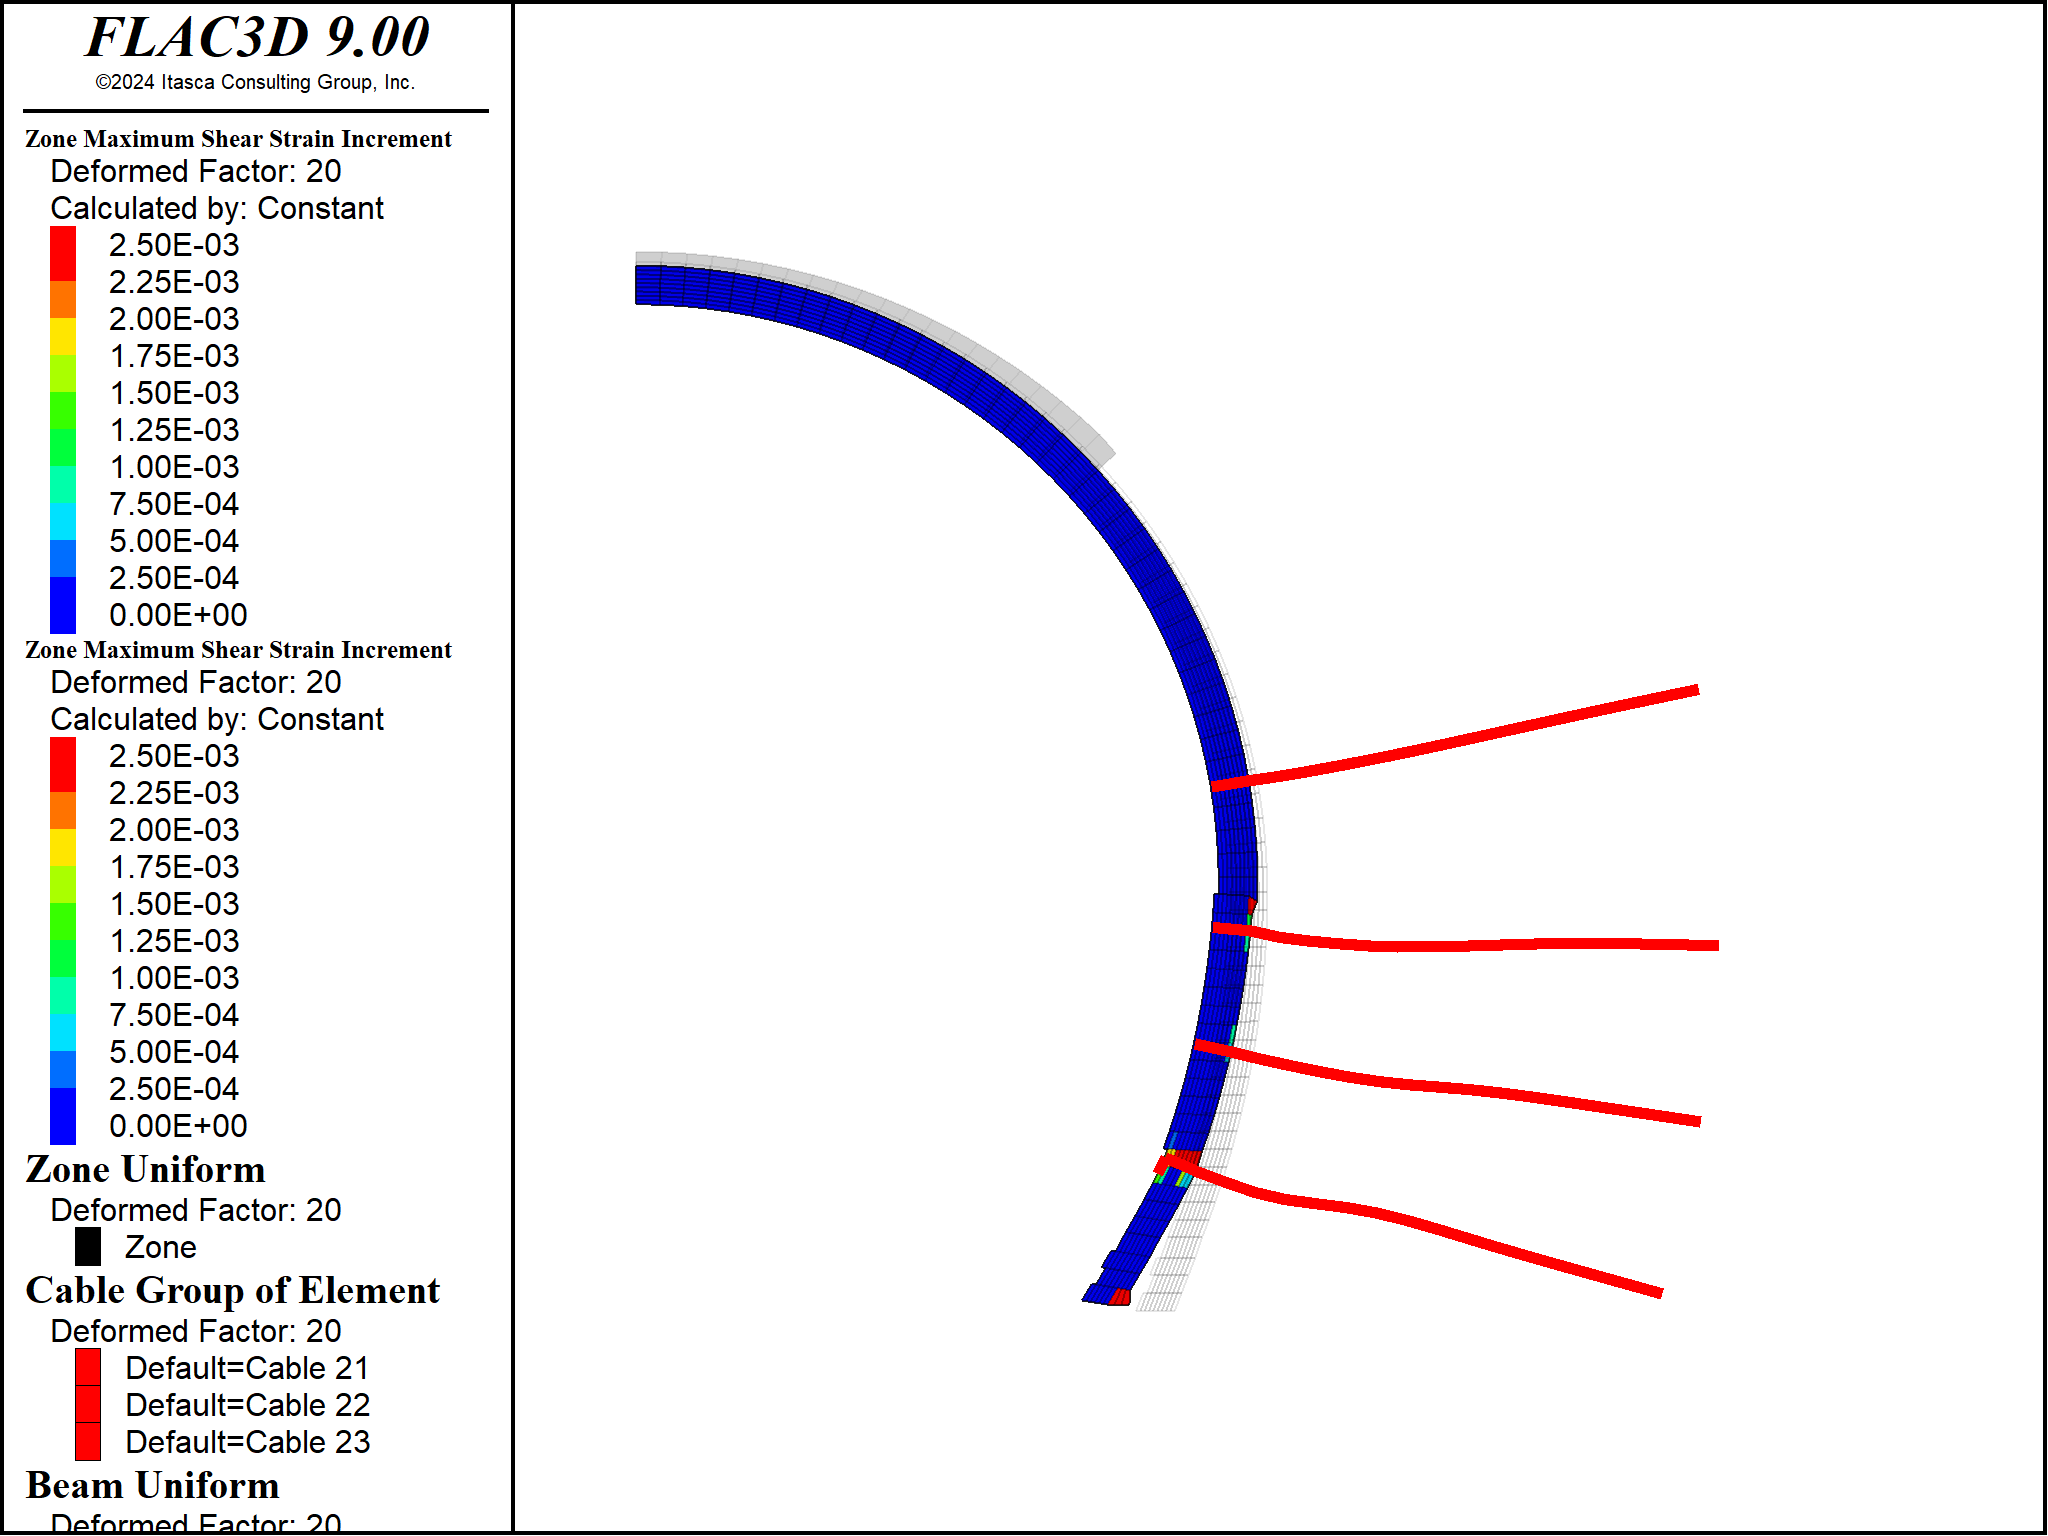 FLAC3D 9.00
©2024 Itasca Consulting Group, Inc.
Zone Maximum Shear Strain Increment
Deformed Factor: 20
Calculated by: Constant
2.50E-03
2.25E-03
2.00E-03
1.75E-03
1.50E-03
1.25E-03
1.00E-03
7.50E-04
5.00E-04
2.50E-04
0.00E+00
Zone Maximum Shear Strain Increment
Deformed Factor: 20
Calculated by: Constant
2.50E-03
2.25E-03
2.00E-03
1.75E-03
1.50E-03
1.25E-03
1.00E-03
7.50E-04
5.00E-04
2.50E-04
0.00E+00
Zone Uniform
Deformed Factor: 20
Zone
Cable Group of Element
Deformed Factor: 20
Default=Cable 21
Default=Cable 22
Default=Cable 23
Beam Uniform
Deformed Factor: 20